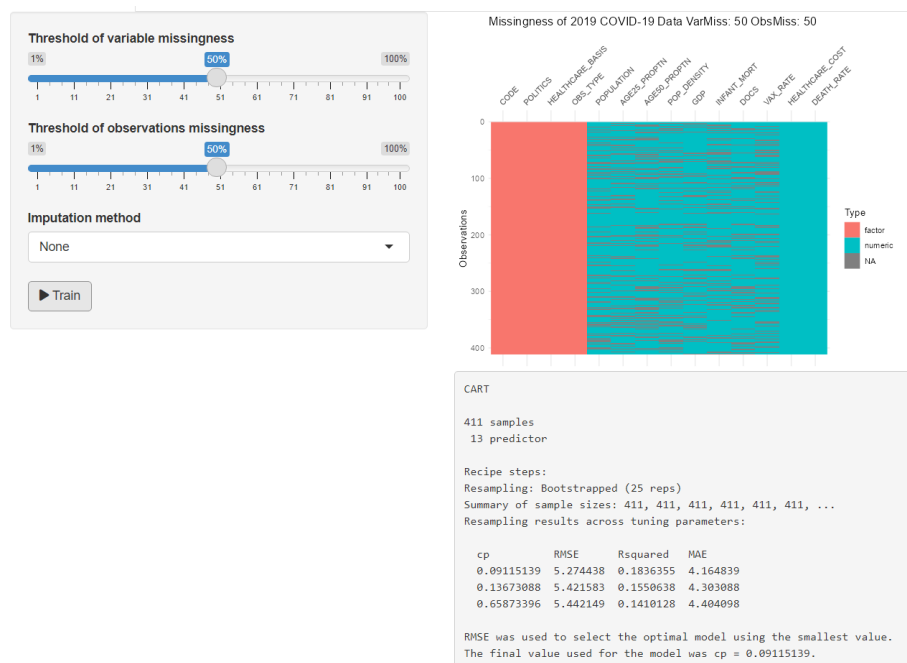 Threshold of variable missingness
1% 50% 100%
1 11 21 31 41 51 61 71 81 91 100
Threshold of observations missingness
1% 50% 100%
1 11 21 31 41 51 61 71 81 91 100
Imputation method
None
Train
Missingness of 2019 COVID-19 Data VarMiss: 50 ObsMiss: 50
CODE
POLITICS
HEALTHCARE_BASIS
OBS_TYPE
POPULATION
AGE25_PROPTN
AGE50_PROPTN
POP_DENSITY
GDP
INFANT_MORT
DOCS
VAX_RATE
HEALTHCARE_COST
DEATH_RATE
0
100
200
300
400
Observations
Type
factor
numeric
NA
CART
411 samples
13 predictor
Recipe steps:
Resampling: Bootstrapped (25 reps)
Summary of sample sizes: 411, 411, 411, 411, 411, 411, ...
Resampling results across tuning parameters:
cp RMSE Rsquared MAE
0.09115139 5.274438 0.1836355 4.164839
0.13673088 5.421583 0.1550638 4.303088
0.65873396 5.442149 0.1410128 4.404098
RMSE was used to select the optimal model using the smallest value.
The final value used for the model was cp = 0.09115139.